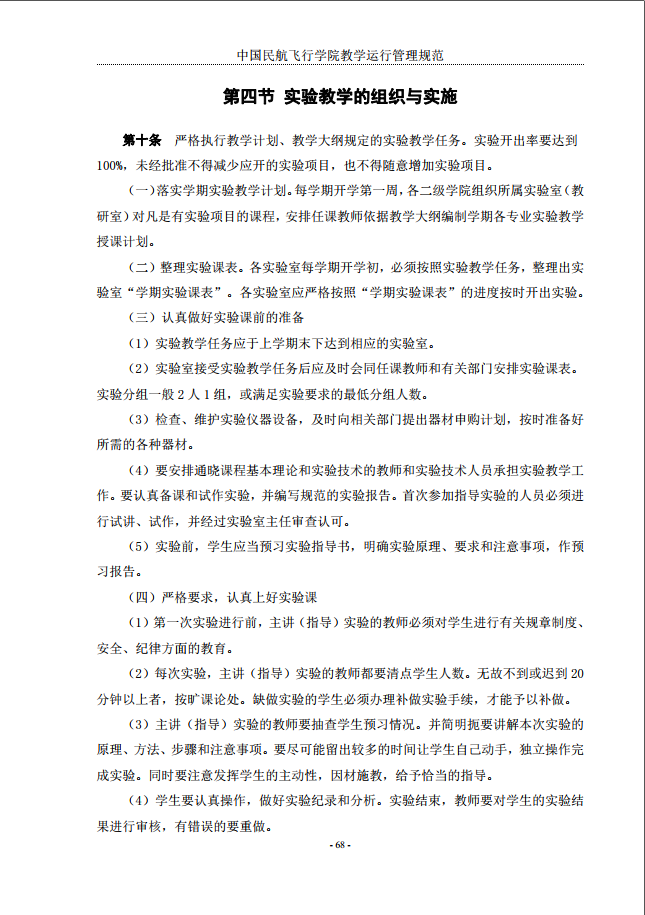 中国民航飞行学院教学运行管理规范
第四节 实验教学的组织与实施
第十条 严格执行教学计划、教学大纲规定的实验教学任务。实验开出率要达到
100%，未经批准不得减少应开的实验项目，也不得随意增加实验项目。
（一）落实学期实验教学计划。每学期开学第一周，各二级学院组织所属实验室（教
研室）对凡是有实验项目的课程，安排任课教师依据教学大纲编制学期各专业实验教学
授课计划。
（二）整理实验课表。各实验室每学期开学初，必须按照实验教学任务，整理出实
验室“学期实验课表”。各实验室应严格按照“学期实验课表”的进度按时开出实验。
（三）认真做好实验课前的准备
（1）实验教学任务应于上学期末下达到相应的实验室。
（2）实验室接受实验教学任务后应及时会同任课教师和有关部门安排实验课表。
实验分组一般 2 人 1 组，或满足实验要求的最低分组人数。
（3）检查、维护实验仪器设备，及时向相关部门提出器材申购计划，按时准备好
所需的各种器材。
（4）要安排通晓课程基本理论和实验技术的教师和实验技术人员承担实验教学工
作。要认真备课和试作实验，并编写规范的实验报告。首次参加指导实验的人员必须进
行试讲、试作，并经过实验室主任审查认可。
（5）实验前，学生应当预习实验指导书，明确实验原理、要求和注意事项，作预
习报告。
（四）严格要求，认真上好实验课
（1）第一次实验进行前，主讲（指导）实验的教师必须对学生进行有关规章制度、
安全、纪律方面的教育。
（2）每次实验，主讲（指导）实验的教师都要清点学生人数。无故不到或迟到 20
分钟以上者，按旷课论处。缺做实验的学生必须办理补做实验手续，才能予以补做。
（3）主讲（指导）实验的教师要抽查学生预习情况。并简明扼要讲解本次实验的
原理、方法、步骤和注意事项。要尽可能留出较多的时间让学生自己动手，独立操作完
成实验。同时要注意发挥学生的主动性，因材施教，给予恰当的指导。
（4）学生要认真操作，做好实验纪录和分析。实验结束，教师要对学生的实验结
果进行审核，有错误的要重做。
- 68 -